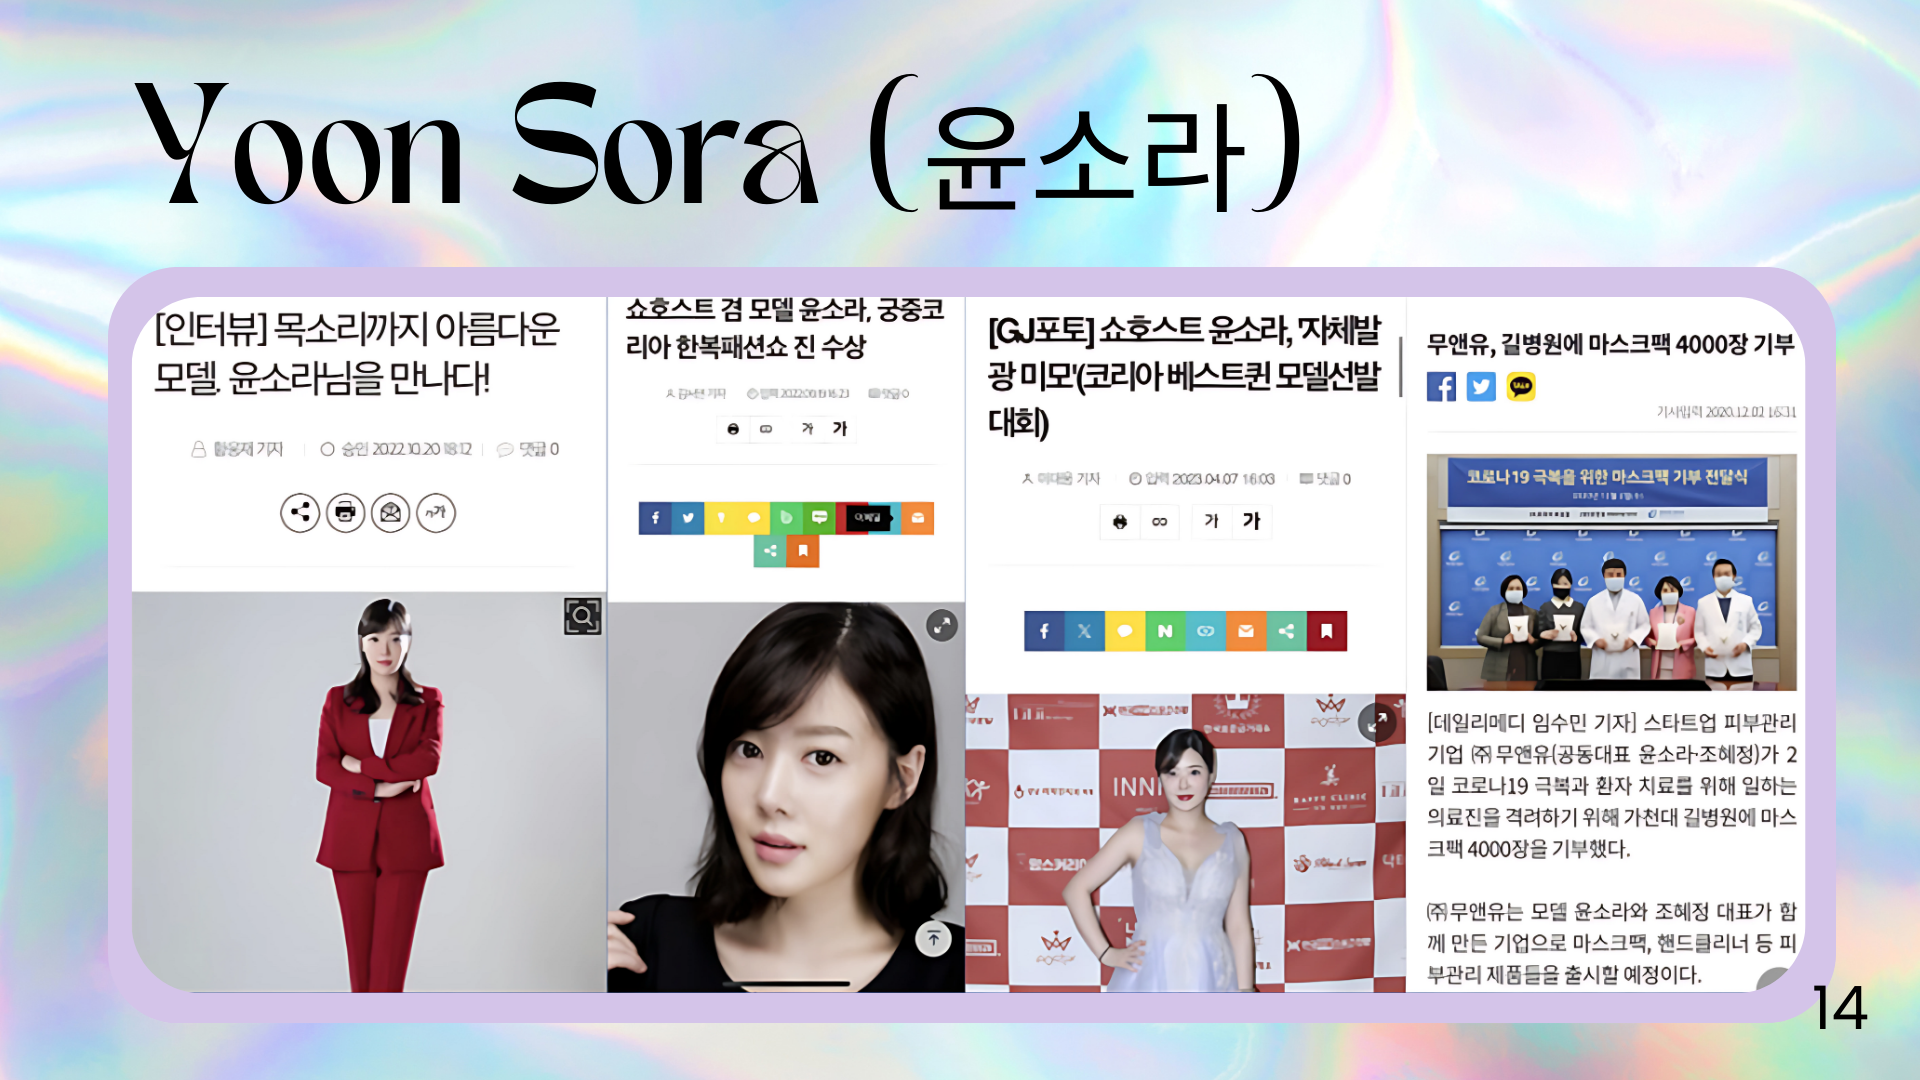 Yoon Sora (윤소라)
[인터뷰] 목소리까지 아름다운
모델. 윤소라님을 만나다!
기자
승인 2022.10.20 18:12
댓글 0
가
쇼호스트 겸 모델 윤소라, 궁중코
리아 한복패션쇼 진 수상
기자
입력
댓글 0
가 가
[GJ포토] 쇼호스트 윤소라, '자체발
광 미모'(코리아 베스트퀸 모델선발
대회)
기자
입력 2023.04.07 16:03
댓글 0
가 가
INN
무앤유, 길병원에 마스크팩 4000장 기부
기사입력 2020.12.02 16:31
코로나19 극복을 위한 마스크팩 기부 전달식
[데일리메디 임수민 기자] 스타트업 피부관리
기업 ㈜무앤유(공동대표 윤소라·조혜정)가 2
일 코로나19 극복과 환자 치료를 위해 일하는
의료진을 격려하기 위해 가천대 길병원에 마스
크팩 4000장을 기부했다.
㈜무앤유는 모델 윤소라와 조혜정 대표가 함
께 만든 기업으로 마스크팩, 핸드클리너 등 피
부관리 제품들을 출시할 예정이다.
14